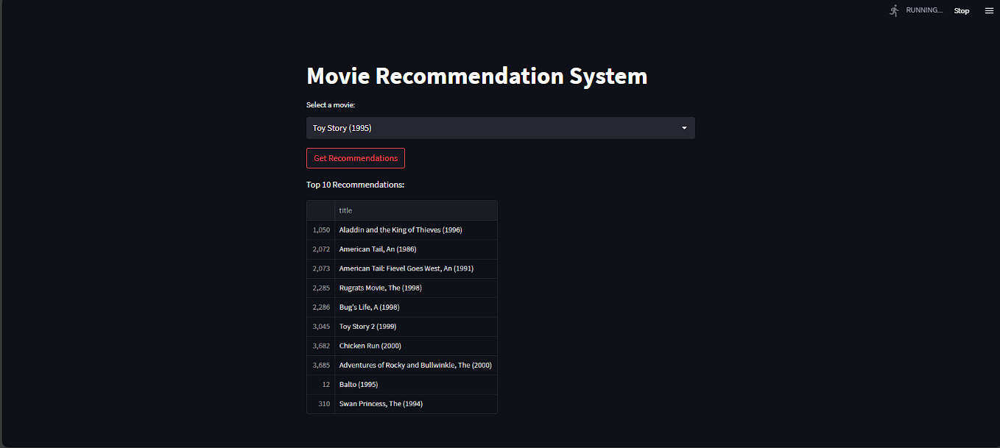 RUNNING... Stop
Movie Recommendation System
Select a movie:
Toy Story (1995)
Get Recommendations
Top 10 Recommendations:
title
1,050 Aladdin and the King of Thieves (1996)
2,072 American Tail, An (1986)
2,073 American Tail: Fievel Goes West, An (1991)
2,285 Rugrats Movie, The (1998)
2,286 Bug's Life, A (1998)
3,045 Toy Story 2 (1999)
3,682 Chicken Run (2000)
3,685 Adventures of Rocky and Bullwinkle, The (2000)
12 Balto (1995)
310 Swan Princess, The (1994)